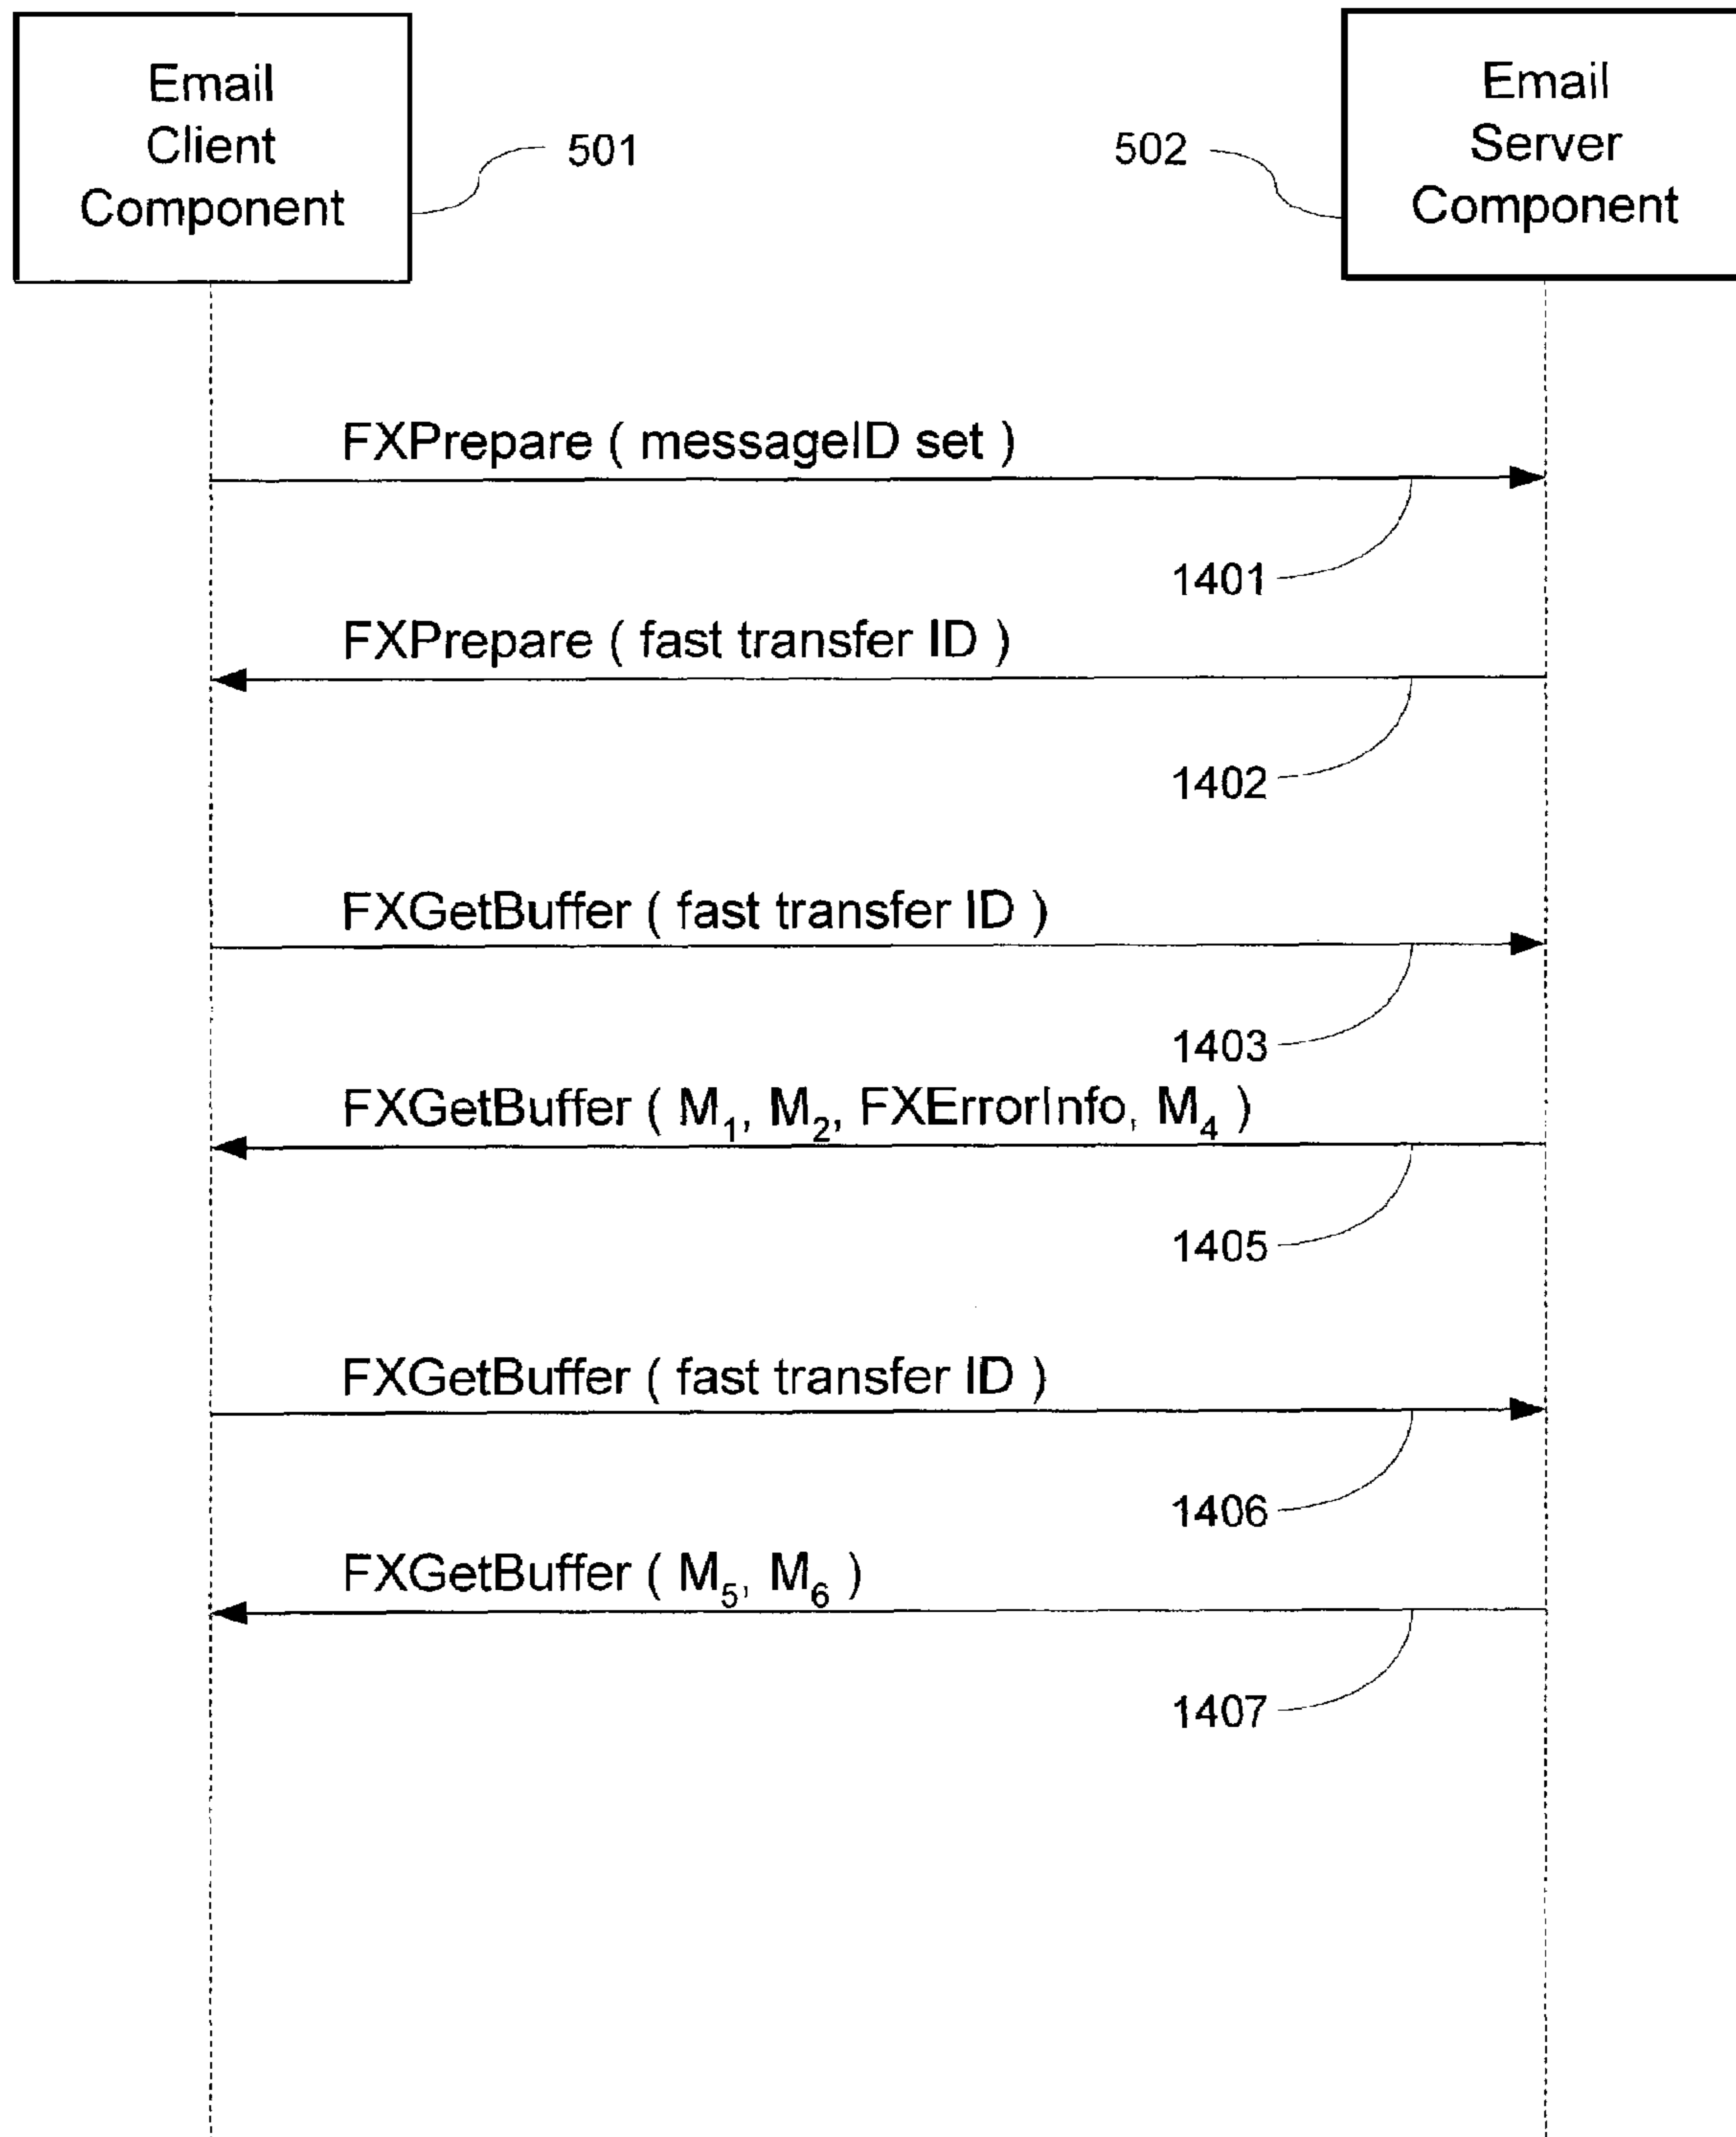 Email
Client
Component
501
502
Email
Server
Component
FXPrepare ( messageID set )
1401
FXPrepare ( fast transfer ID )
1402
FXGetBuffer ( fast transfer ID )
1403
FXGetBuffer ( M1, M2, FXErrorInfo, M4 )
1405
FXGetBuffer ( fast transfer ID )
1406
FXGetBuffer ( M5, M6 )
1407